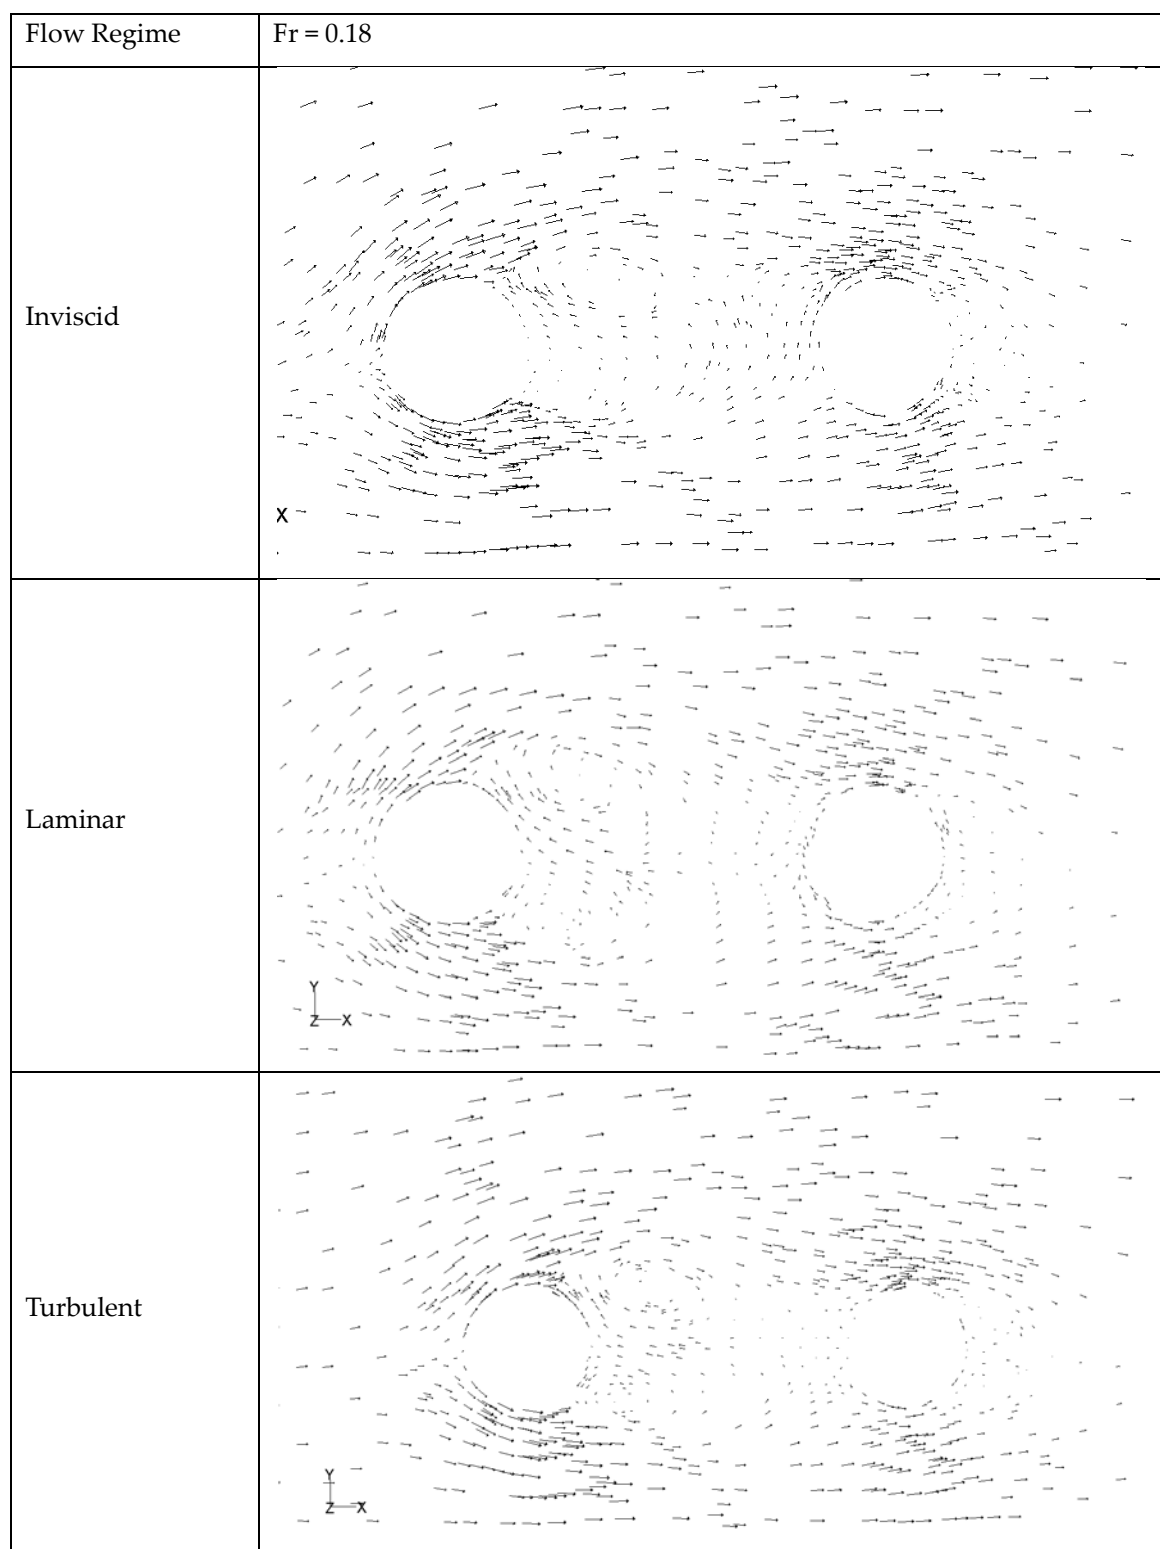 Flow Regime Fr = 0.18
Inviscid
X
Laminar
Y
Z X
Turbulent
Y
Z X